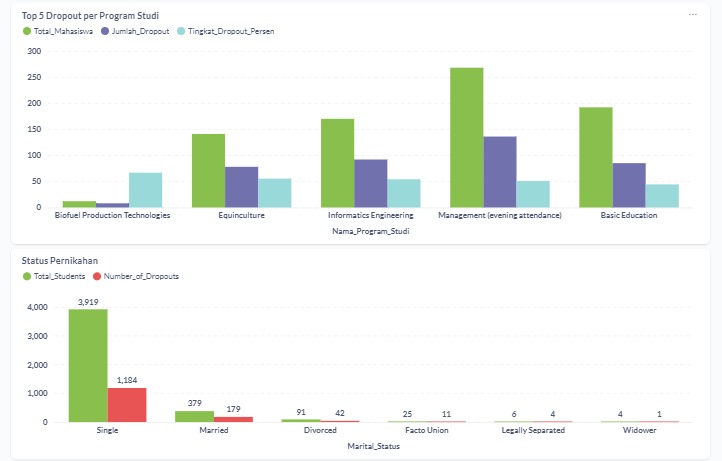 Top 5 Dropout per Program Studi
...
Total_Mahasiswa Jumlah_Dropout Tingkat_Dropout_Persen
300
250
200
150
100
50
0
Biofuel Production Technologies Equinculture Informatics Engineering Management (evening attendance) Basic Education
Nama_Program_Studi
Status Pernikahan
Total_Students Number_of_Dropouts
3,919
4,000
3,000
2,000
1,184
1,000
379 179 91 42 25 11 6 4 4 1
0
Single Married Divorced Facto Union Legally Separated Widower
Marital_Status